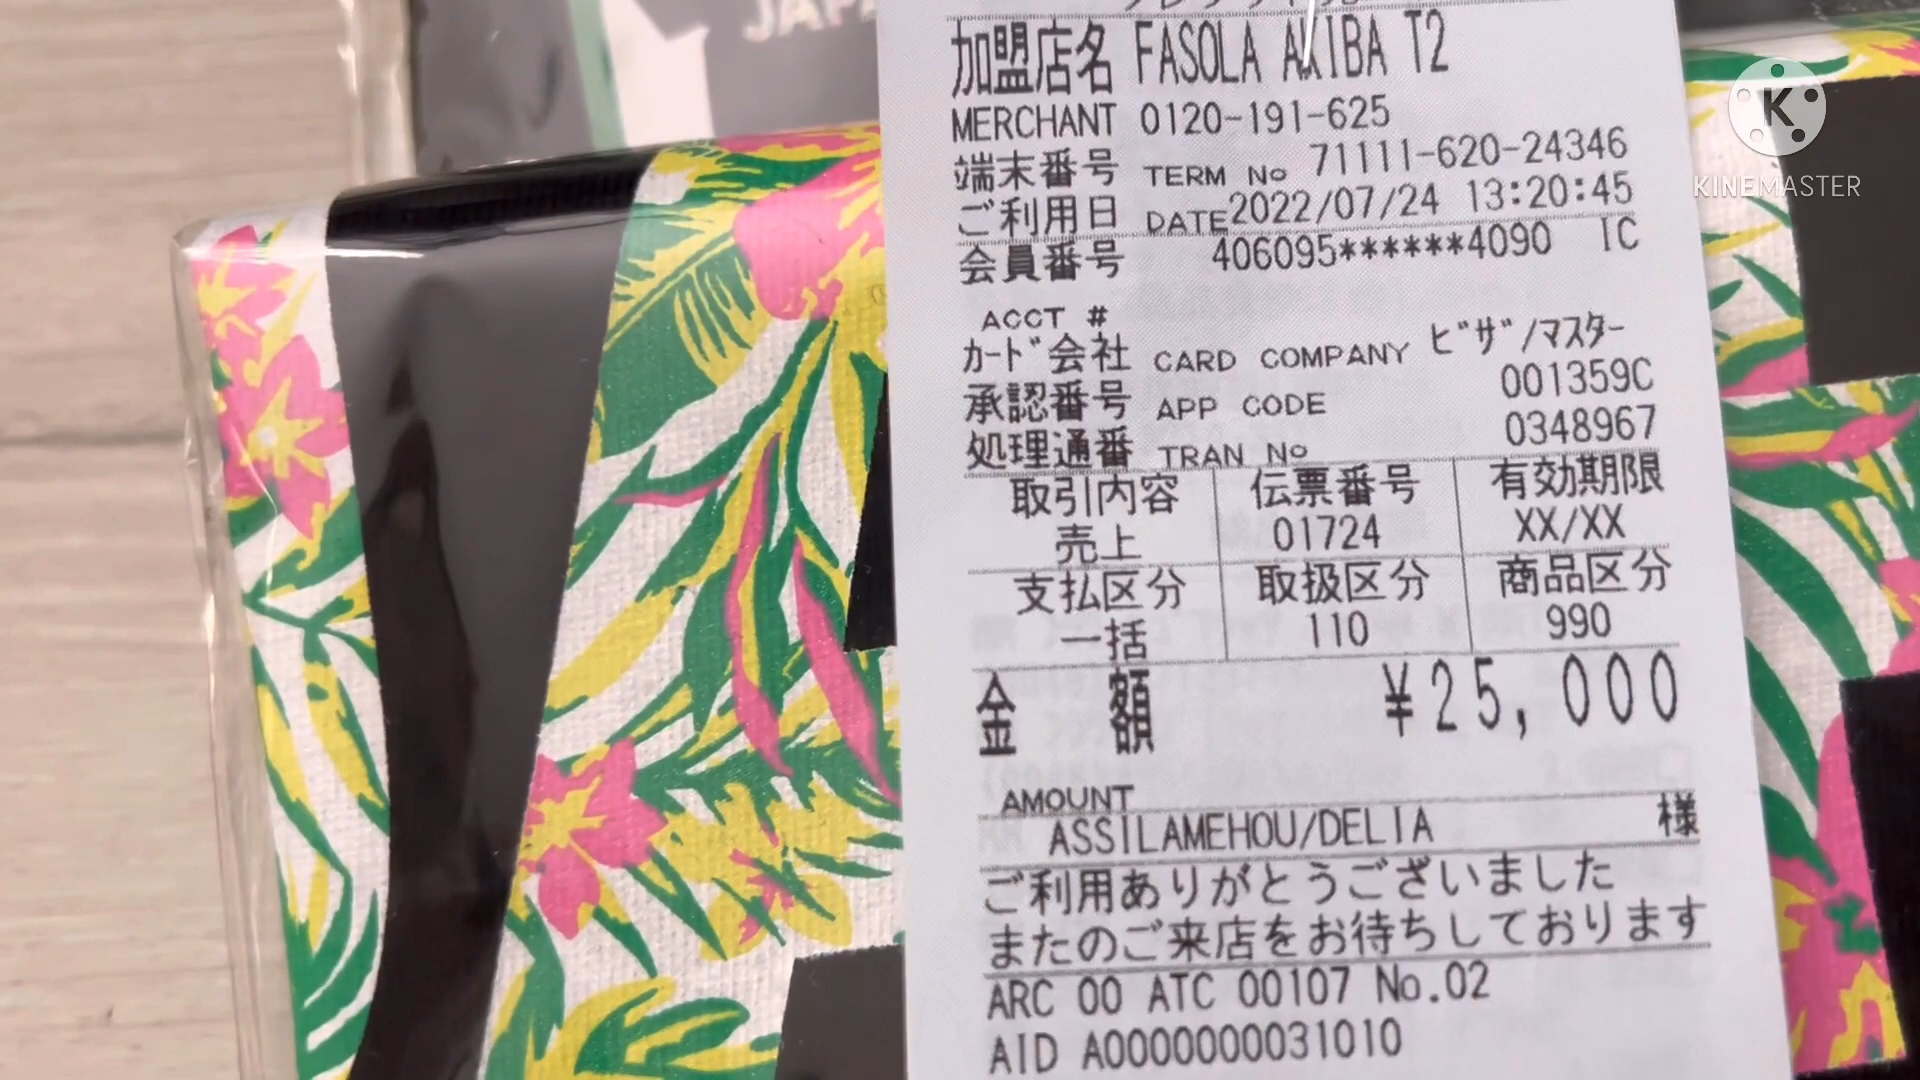 JAPA
加盟店名 FASOLA AKIBA T2
MERCHANT 0120-191-625
端末番号 TERM No 71111-620-24346
ご利用日 DATE 2022/07/24 13:20:45
会員番号 406095******4090 IC
ACCT #
カード会社 CARD COMPANY ビザ/マスター
承認番号 APP CODE 001359C
処理通番 TRAN No 0348967
取引内容 伝票番号 有効期限
売上 01724 XX/XX
支払区分 取扱区分 商品区分
一括 110 990
金 額 ¥25,000
AMOUNT
ASSILAMEHOU/DELIA 様
ご利用ありがとうございました
またのご来店をお待ちしております
ARC 00 ATC 00107 No.02
AID A0000000031010
K
KINEMASTER